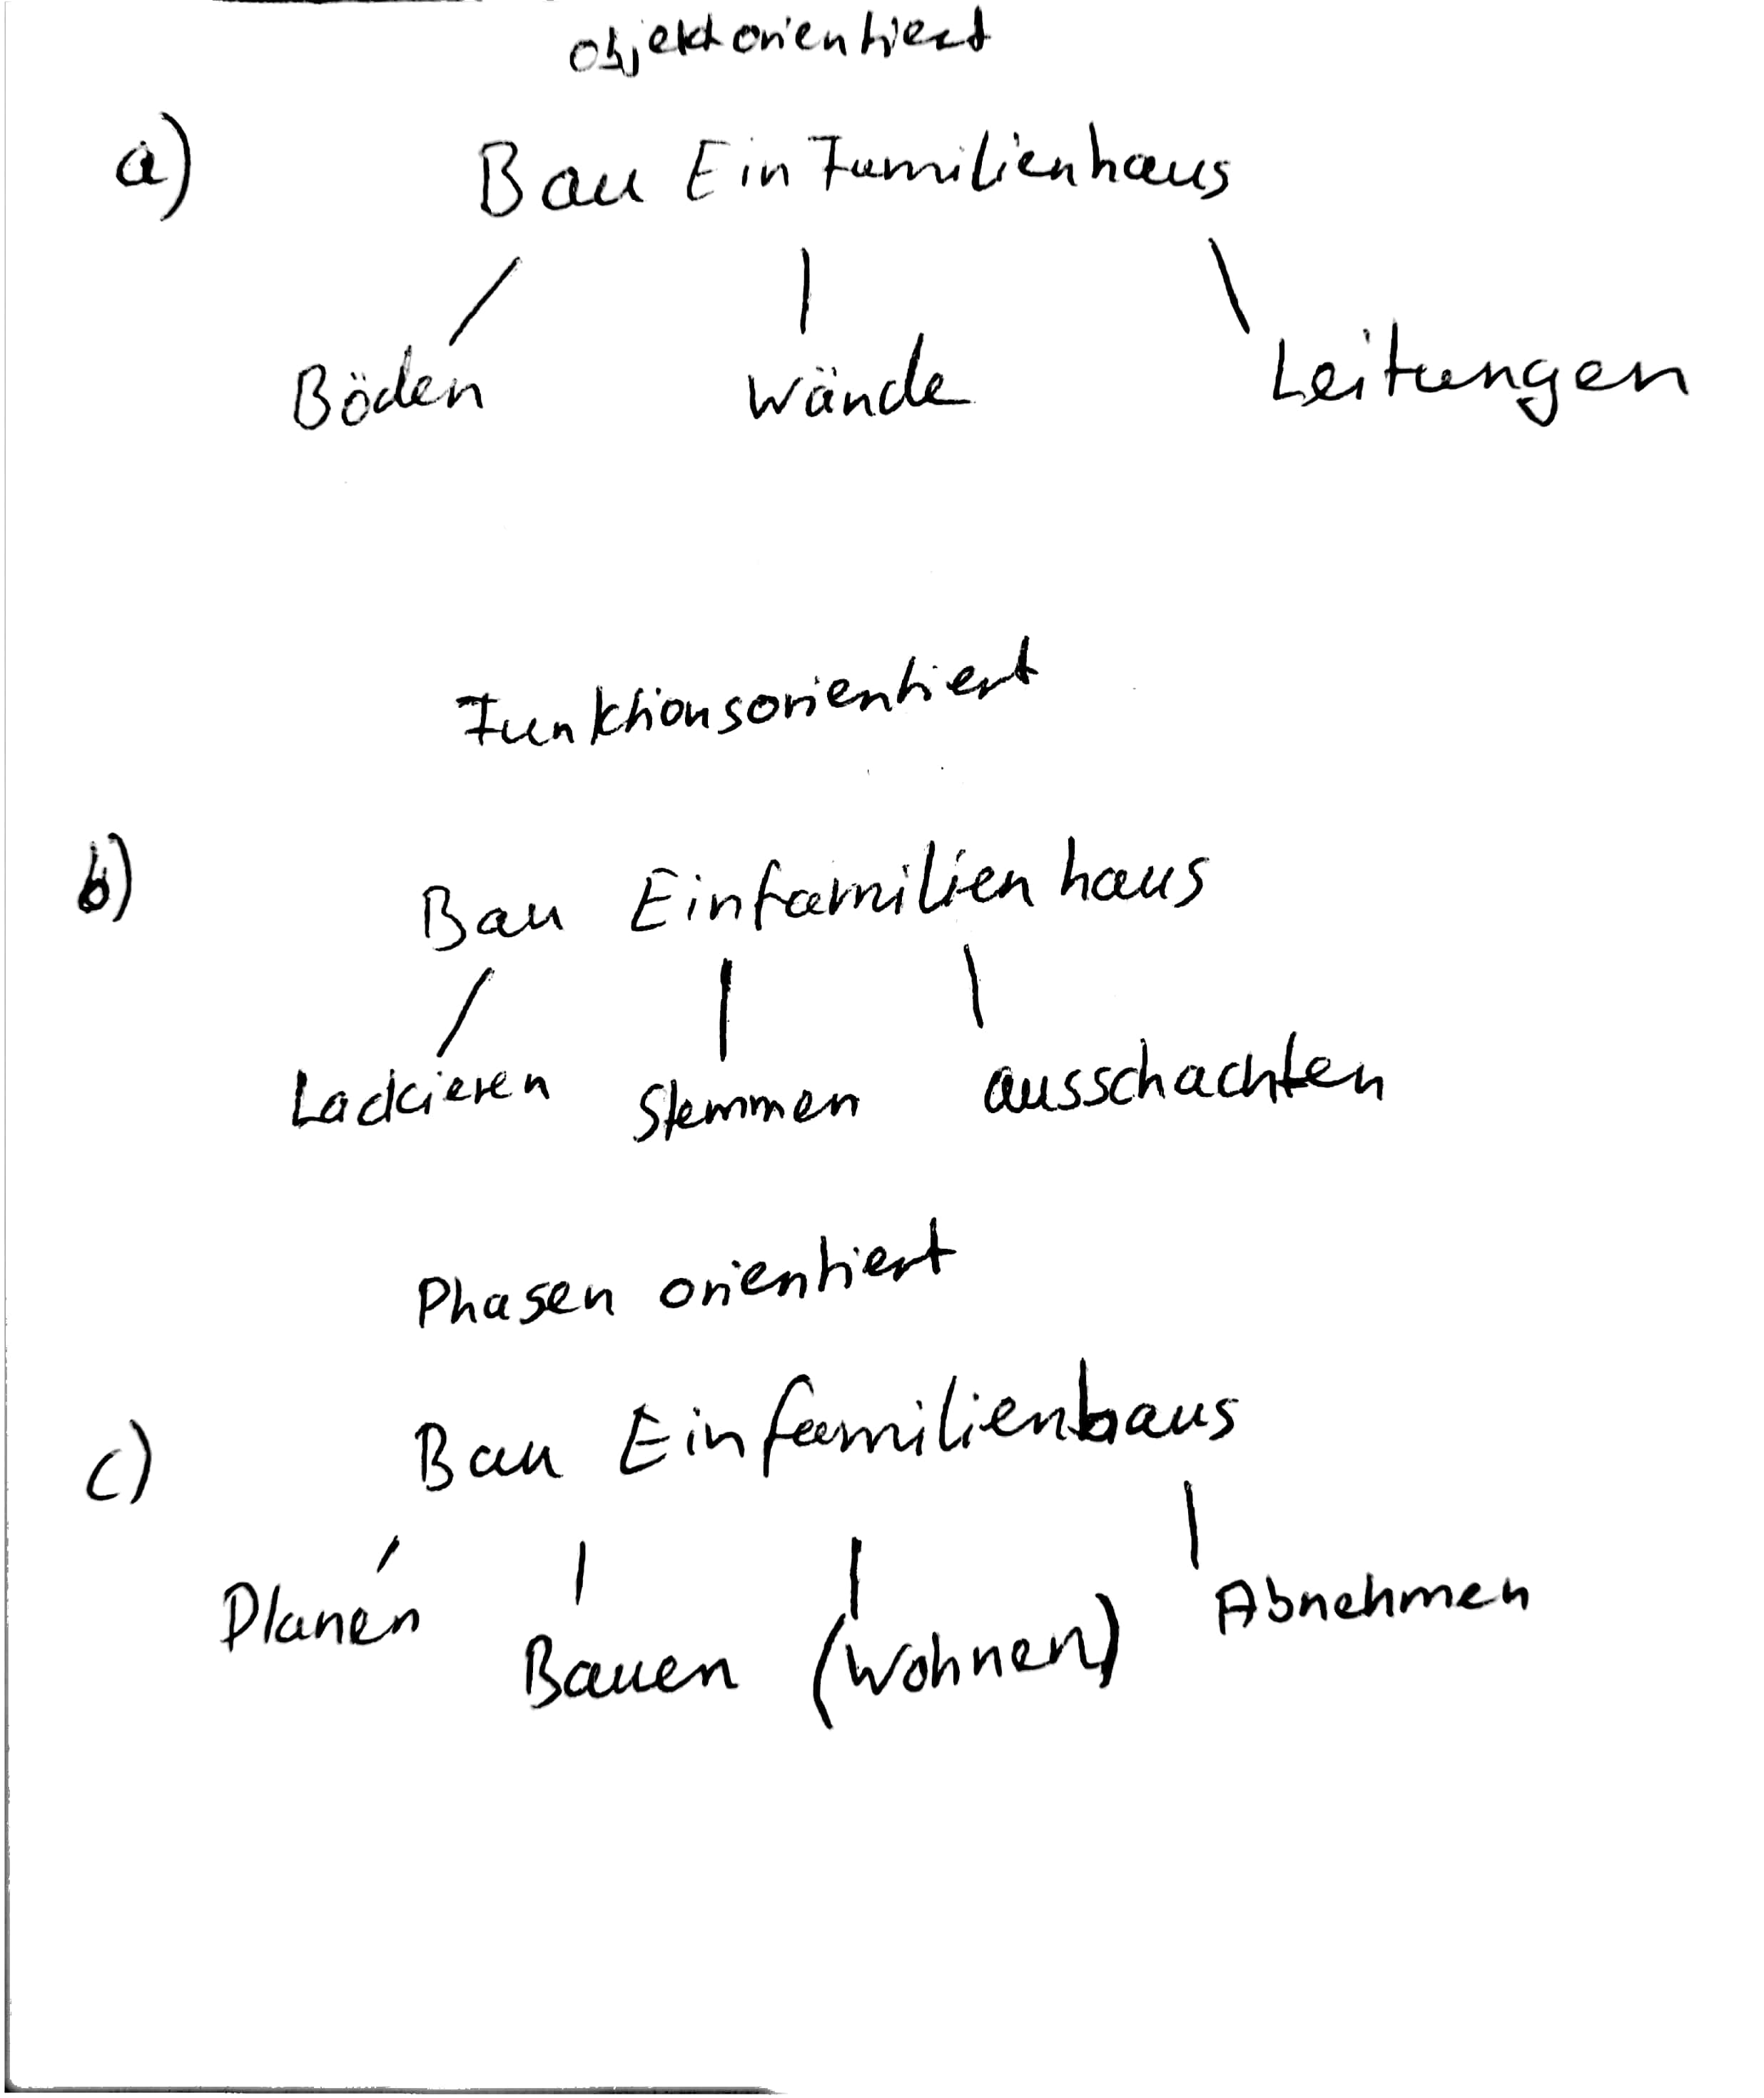 objektorientiert
a) Bau EinFamilienhaus
Böden Wände Leitungen
Funktionsorientiert
b) Bau Einfamilienhaus
Lackieren Stemmen ausschachten
Phasen orientiert
c) Bau Einfamilienhaus
Planen Bauen (Wohnen) Abnehmen